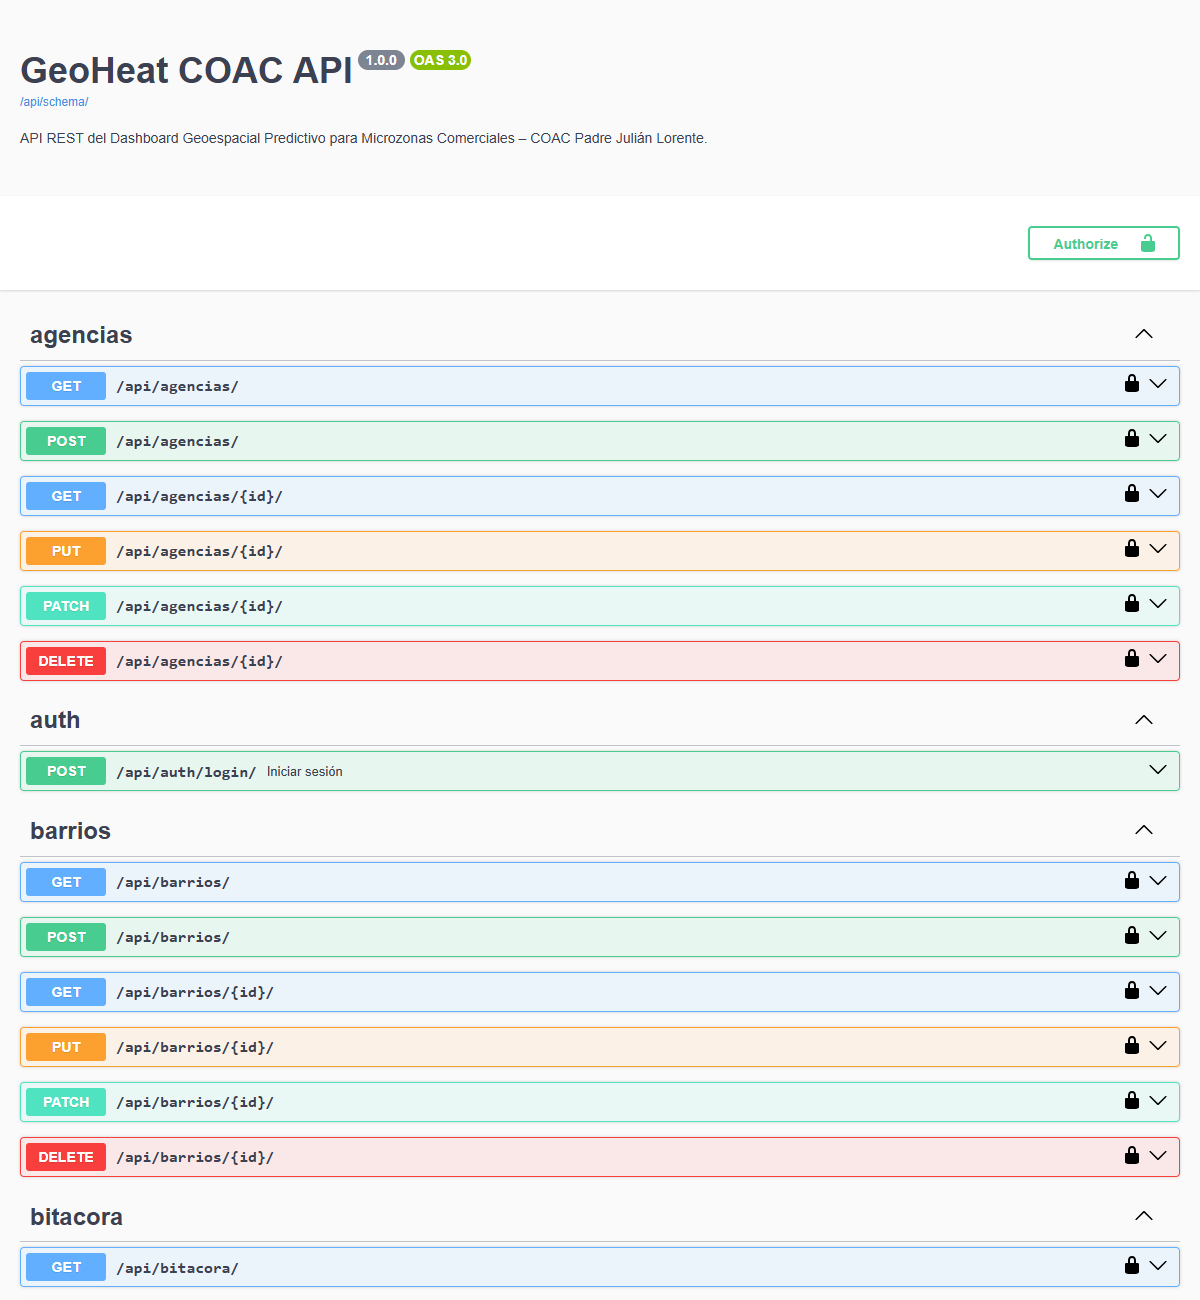 GeoHeat COAC API 1.0.0 OAS 3.0
/api/schema/
API REST del Dashboard Geoespacial Predictivo para Microzonas Comerciales – COAC Padre Julián Lorente.
Authorize
agencias
GET /api/agencias/
POST /api/agencias/
GET /api/agencias/{id}/
PUT /api/agencias/{id}/
PATCH /api/agencias/{id}/
DELETE /api/agencias/{id}/
auth
POST /api/auth/login/ Iniciar sesión
barrios
GET /api/barrios/
POST /api/barrios/
GET /api/barrios/{id}/
PUT /api/barrios/{id}/
PATCH /api/barrios/{id}/
DELETE /api/barrios/{id}/
bitacora
GET /api/bitacora/